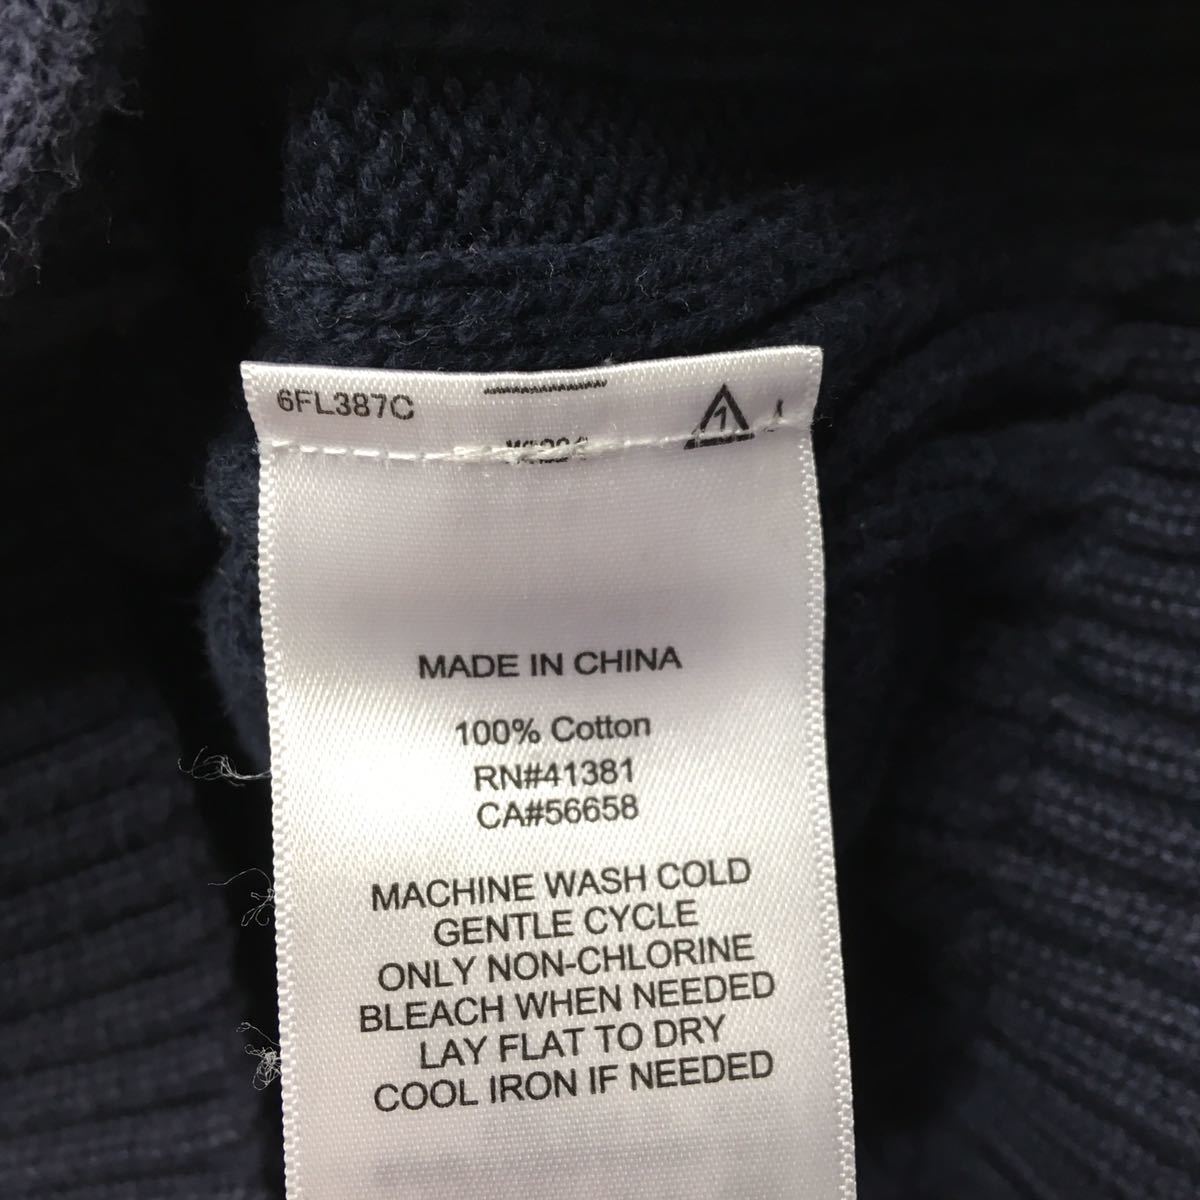 6FL387C
1
MADE IN CHINA
100% Cotton
RN#41381
CA#56658
MACHINE WASH COLD
GENTLE CYCLE
ONLY NON-CHLORINE
BLEACH WHEN NEEDED
LAY FLAT TO DRY
COOL IRON IF NEEDED